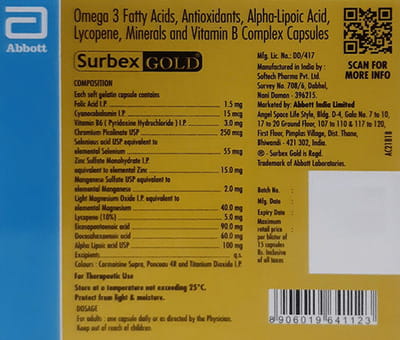 Abbott
Omega 3 Fatty Acids, Antioxidants, Alpha-Lipoic Acid,
Lycopene, Minerals and Vitamin B Complex Capsules
Surbex GOLD
COMPOSITION
Each soft gelatin capsule contains
Folic Acid I.P. 1.5 mg
Cyanocobalamin I.P. 15 mcg
Vitamin B6 ( Pyridoxine Hydrochloride ) I.P. 3.0 mg
Chromium Picolinate USP 250 mcg
Selenious acid USP equivalent to
elemental Selenium 55 mcg
Zinc Sulfate Monohydrate I.P.
equivalent to elemental Zinc 15.0 mg
Manganese Sulfate USP equivalent to
elemental Manganese 2.0 mg
Light Magnesium Oxide I.P. equivalent to
elemental Magnesium 40.0 mg
Lycopene (10%) 5.0 mg
Eicosapentaenoic acid 90.0 mg
Docosahexaenoic acid 60.0 mg
Alpha Lipoic Acid USP 100 mg
Excipients: q.s.
Colours : Carmoisine Supra, Ponceau 4R and Titanium Dioxide I.P.
For Therapeutic Use
Store at a temperature not exceeding 25°C.
Protect from light & moisture.
DOSAGE
For adults : one capsule daily or as directed by the Physician.
Keep out of reach of children.
Mfg. Lic. No.: DD/417
Manufactured in India by :
Softech Pharma Pvt. Ltd.
Survey No. 708/6, Dabhel,
Nani Daman - 396215.
Marketed by: Abbott India Limited
Angel Space Life Style, Bldg. D-4, Gala No. 7 to 10,
17 to 20 Ground Floor, 107 to 110 & 117 to 120,
First Floor, Pimplas Village, Dist. Thane,
Bhiwandi - 421 302, India.
® - Surbex Gold is Regd.
Trademark of Abbott Laboratories.
SCAN FOR
MORE INFO
Batch No. :
Mfg. Date :
Expiry Date :
Maximum
retail price
per blister of
15 capsules
Rs. Inclusive
of all taxes
8906019641123